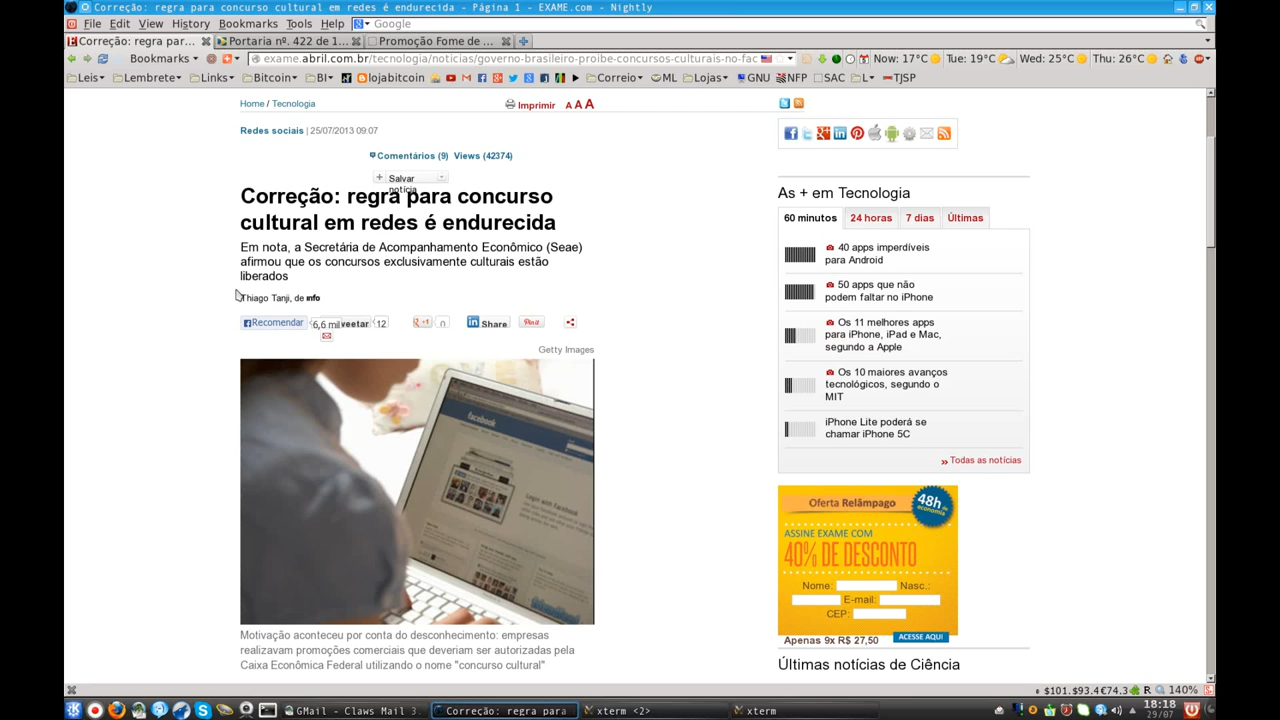 Correção: regra para concurso cultural em redes é endurecida - Página 1 - EXAME.com - Nightly
File Edit View History Bookmarks Tools Help Google
Correção: regra par... Portaria nº. 422 de 1... Promoção Fome de ...
Bookmarks exame.abril.com.br/tecnologia/noticias/governo-brasileiro-proibe-concursos-culturais-no-fac Now: 17°C Tue: 19°C Wed: 25°C Thu: 26°C
Leis Lembrete Links Bitcoin BI lojabitcoin Correio ML Lojas GNU NFP SAC L TJSP
Home / Tecnologia
Imprimir A A A
Redes sociais | 25/07/2013 09:07
Comentários (9) Views (42374)
Salvar
notícia
Correção: regra para concurso
cultural em redes é endurecida
Em nota, a Secretária de Acompanhamento Econômico (Seae)
afirmou que os concursos exclusivamente culturais estão
liberados
Thiago Tanji, de info
Recomendar 6,6 mil veetar 12 +1 0 Share Pin it
Getty Images
facebook
Login with Facebook
Motivação aconteceu por conta do desconhecimento: empresas
realizavam promoções comerciais que deveriam ser autorizadas pela
Caixa Econômica Federal utilizando o nome "concurso cultural"
As + em Tecnologia
60 minutos 24 horas 7 dias Últimas
40 apps imperdíveis
para Android
50 apps que não
podem faltar no iPhone
Os 11 melhores apps
para iPhone, iPad e Mac,
segundo a Apple
Os 10 maiores avanços
tecnológicos, segundo o
MIT
iPhone Lite poderá se
chamar iPhone 5C
Todas as notícias
Oferta Relâmpago 48h de economia
ASSINE EXAME COM
40% DE DESCONTO
Nome: Nasc.:
E-mail:
CEP:
Apenas 9x R$ 27,50 ACESSE AQUI
Últimas notícias de Ciência
$101.$93.4€74.3 R 140%
GMail - Claws Mail 3. Correção: regra para xterm <2> xterm 18:18
29/07